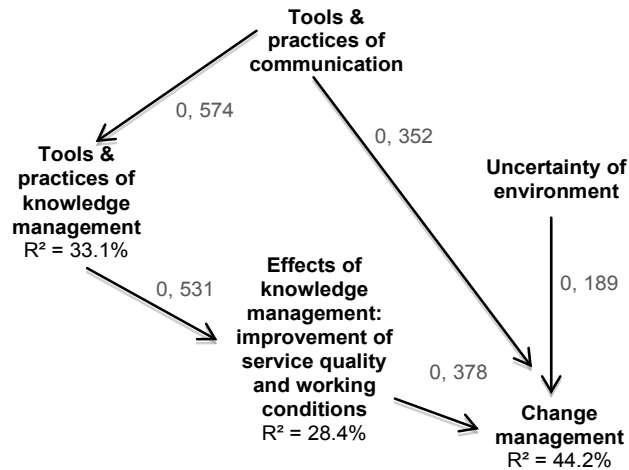 Tools &
practices of
communication
0, 574
0, 352
Tools &
practices of
knowledge
management
R² = 33.1%
Uncertainty of
environment
0, 531
Effects of
knowledge
management:
improvement of
service quality
and working
conditions
R² = 28.4%
0, 189
0, 378
Change
management
R² = 44.2%